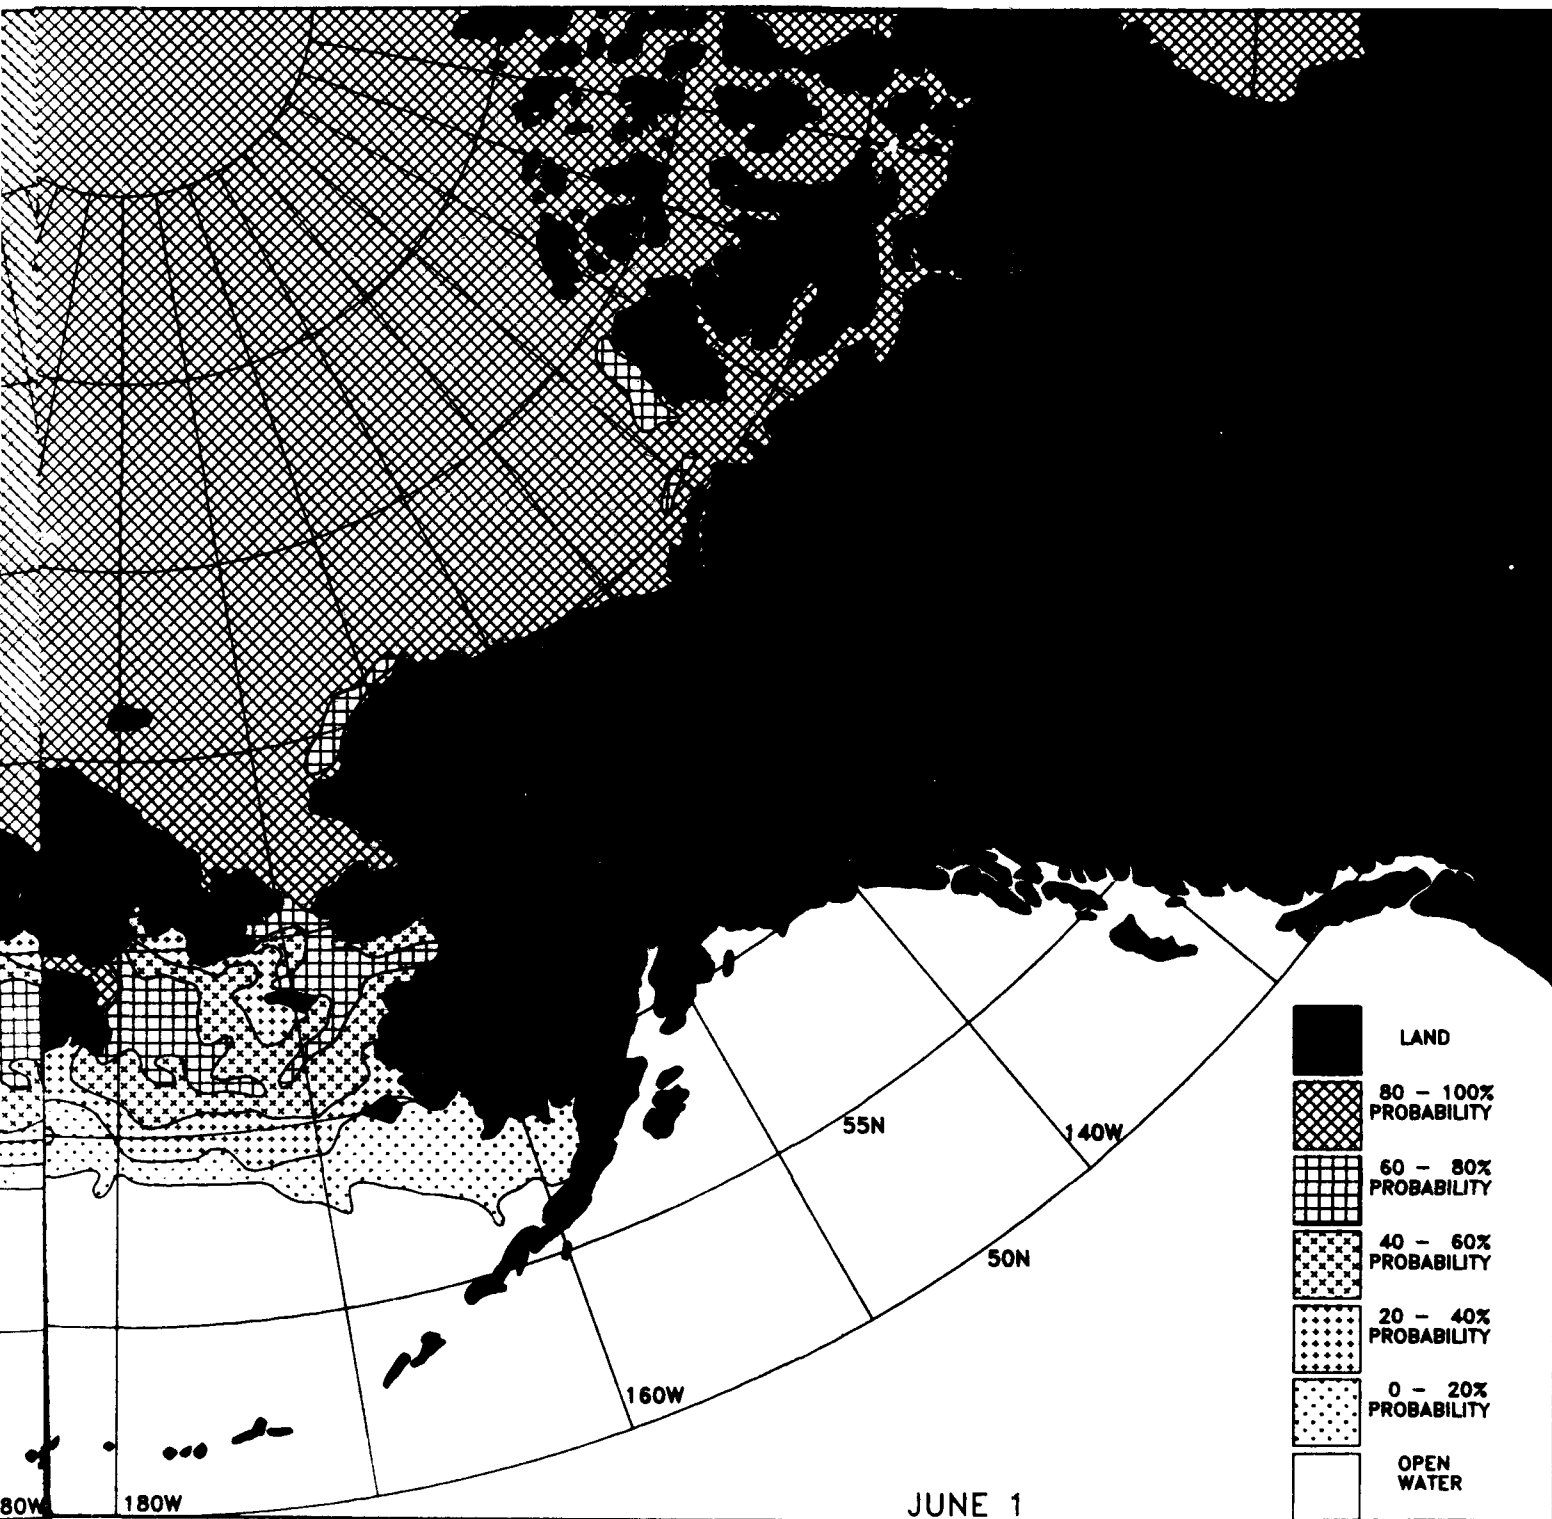 LAND
80 – 100%
PROBABILITY
60 – 80%
PROBABILITY
40 – 60%
PROBABILITY
20 – 40%
PROBABILITY
0 – 20%
PROBABILITY
OPEN
WATER
55N
140W
50N
160W
80W
180W
JUNE 1